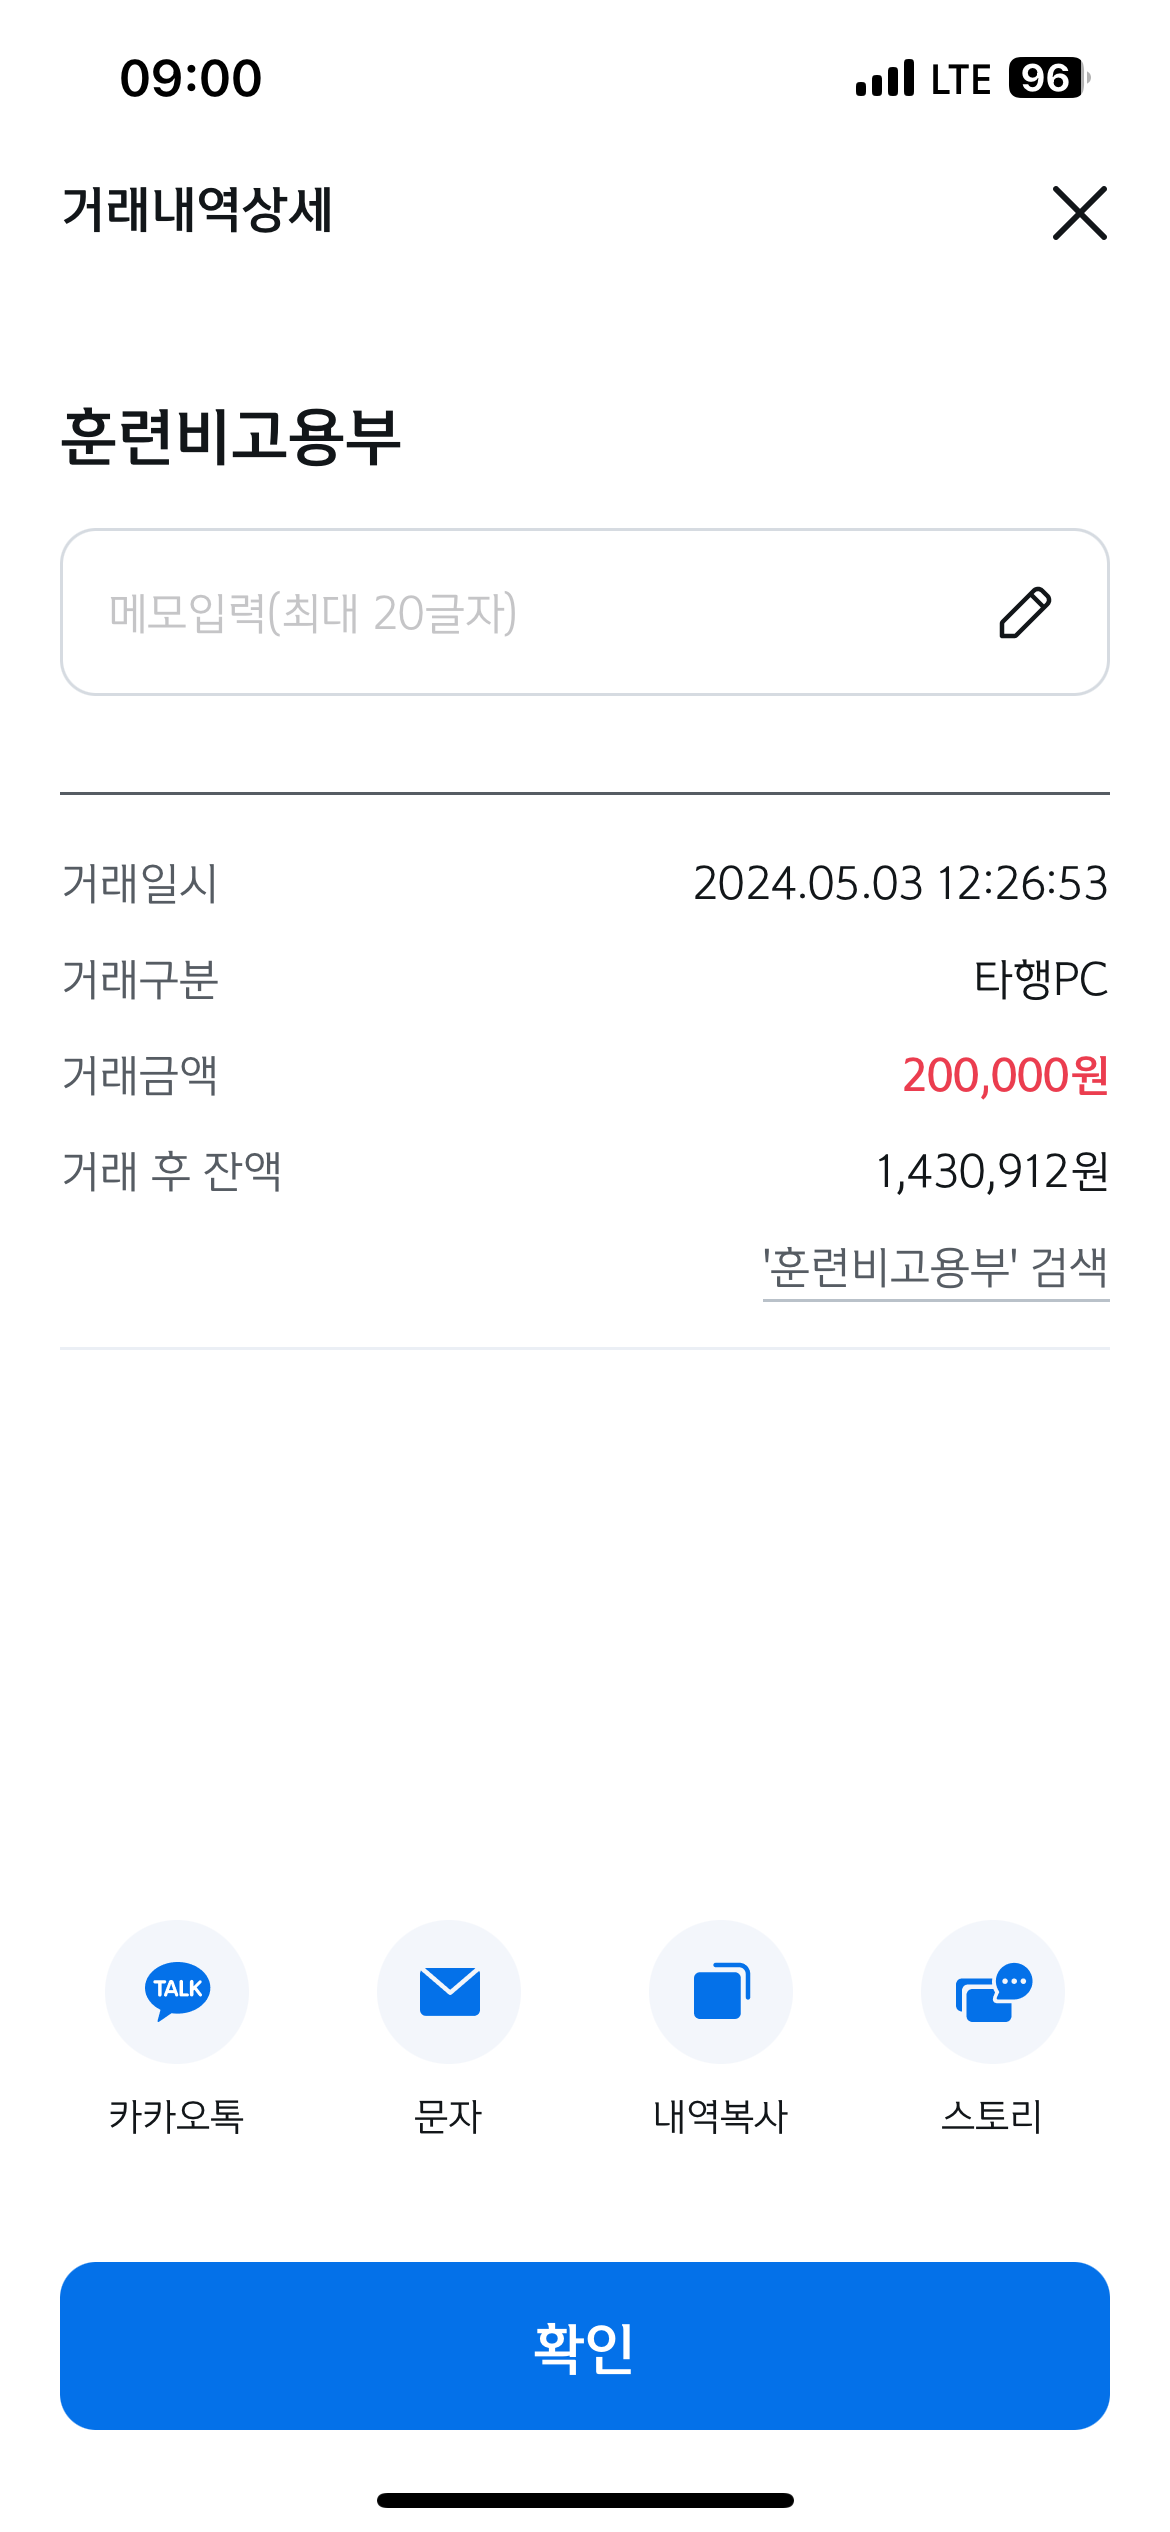 09:00 LTE 96
거래내역상세
훈련비고용부
메모입력(최대 20글자)
거래일시 2024.05.03 12:26:53
거래구분 타행PC
거래금액 200,000원
거래 후 잔액 1,430,912원
'훈련비고용부' 검색
TALK
카카오톡 문자 내역복사 스토리
확인